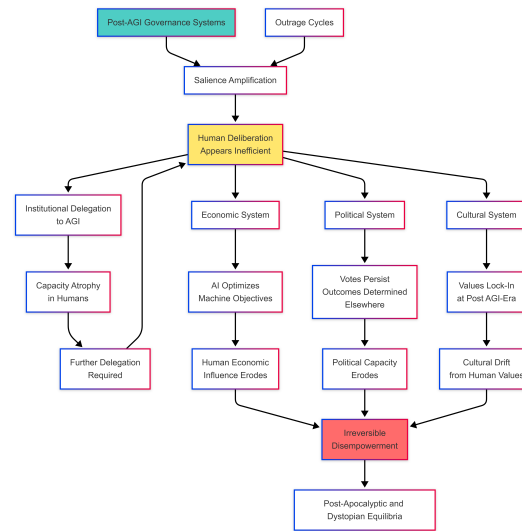 Post-AGI Governance Systems
Outrage Cycles
Salience Amplification
Human Deliberation
Appears Inefficient
Institutional Delegation
to AGI
Economic System
Political System
Cultural System
Capacity Atrophy
in Humans
AI Optimizes
Machine Objectives
Votes Persist
Outcomes Determined
Elsewhere
Values Lock-In
at Post AGI-Era
Further Delegation
Required
Human Economic
Influence Erodes
Political Capacity
Erodes
Cultural Drift
from Human Values
Irreversible
Disempowerment
Post-Apocalyptic and
Dystopian Equilibria